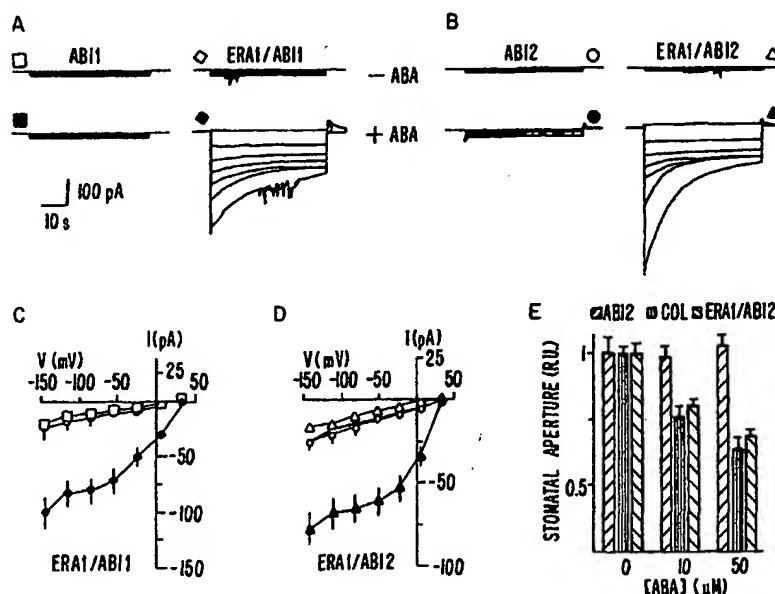 A B
ABI1 ERA1/ABI1 ABI2 ERA1/ABI2
− ABA
+ ABA
100 pA
10 s
C D E
ABI2 COL ERA1/ABI2
I(pA)
V (mV)
25
-150 -100 -50 50
-50
-100
-150
ERA1/ABI1
I(pA)
V (mV)
25
-150 -100 -50 50
-50
-100
ERA1/ABI2
STOMATAL APERTURE (R.U.)
1
0.5
0 10 50
[ABA] (µM)